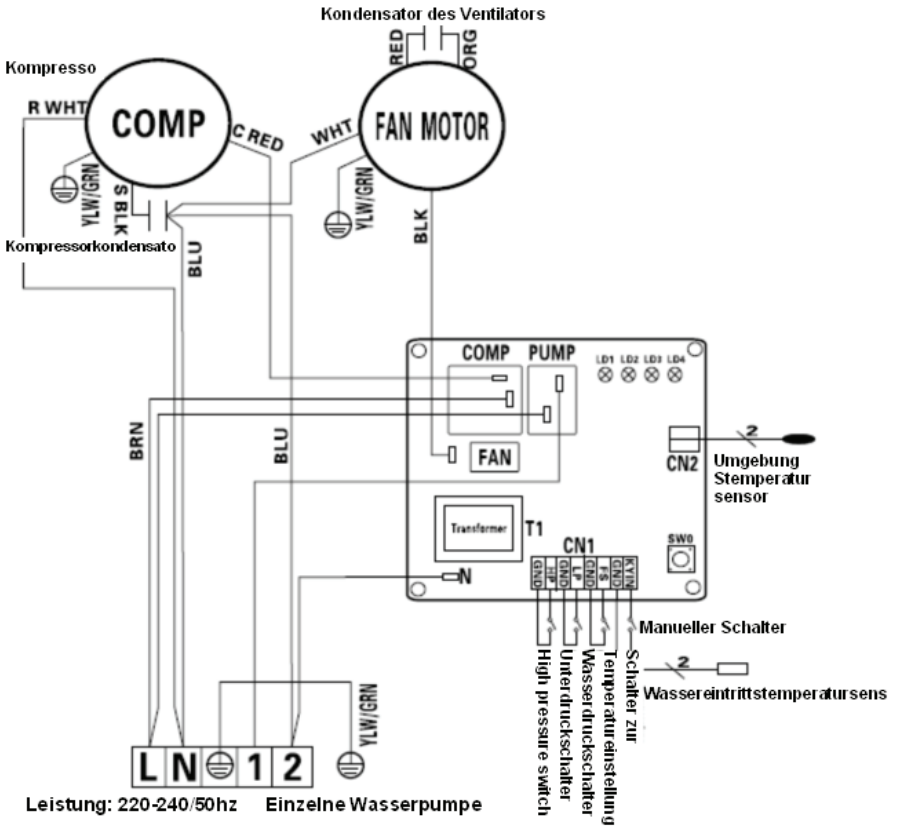 Kondensator des Ventilators
RED
ORG
Kompresso
R WHT
COMP
C RED
WHT
FAN MOTOR
YLW/GRN
S BLK
YLW/GRN
BLK
Kompressorkondensato
BLU
COMP
PUMP
LD1 LD2 LD3 LD4
BRN
BLU
FAN
2
CN2
Umgebung
Stemperatur
sensor
Transformer
T1
CN1
SW0
GND HP GND LP GND FS GND KYIN
N
Manueller Schalter
High pressure switch
Unterdruckschalter
Wasserdruckschalter
Temperatureinstellung
Schalter zur
2
Wassereintrittstemperatursens
YLW/GRN
L N 1 2
Leistung: 220-240/50hz
Einzelne Wasserpumpe